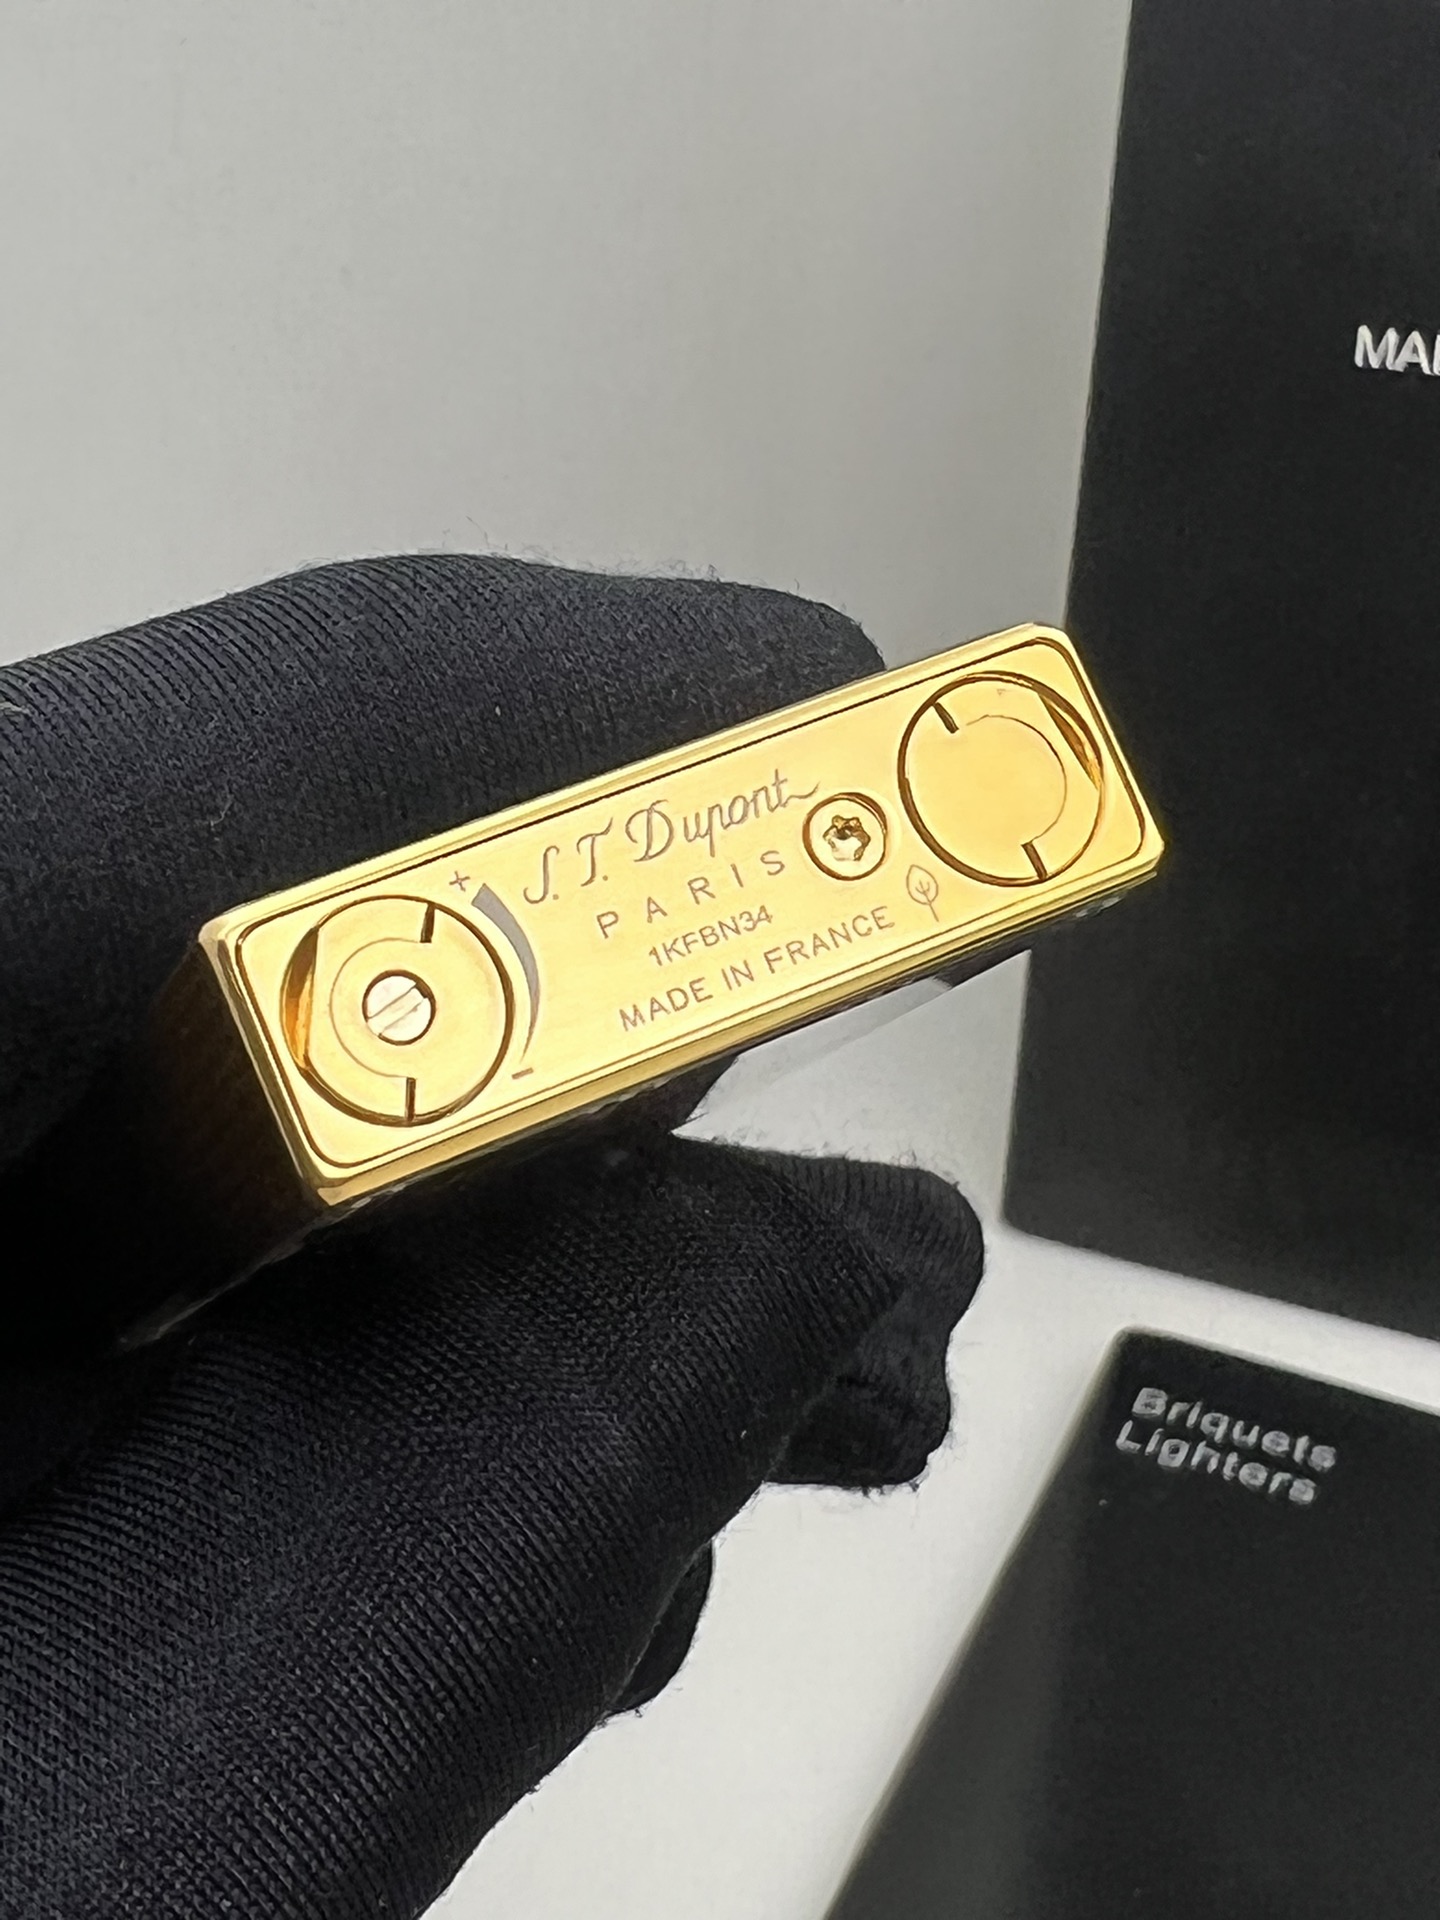 S.T. Dupont
PARIS
1KFBN34
MADE IN FRANCE
+
-
Briquets
Lighters